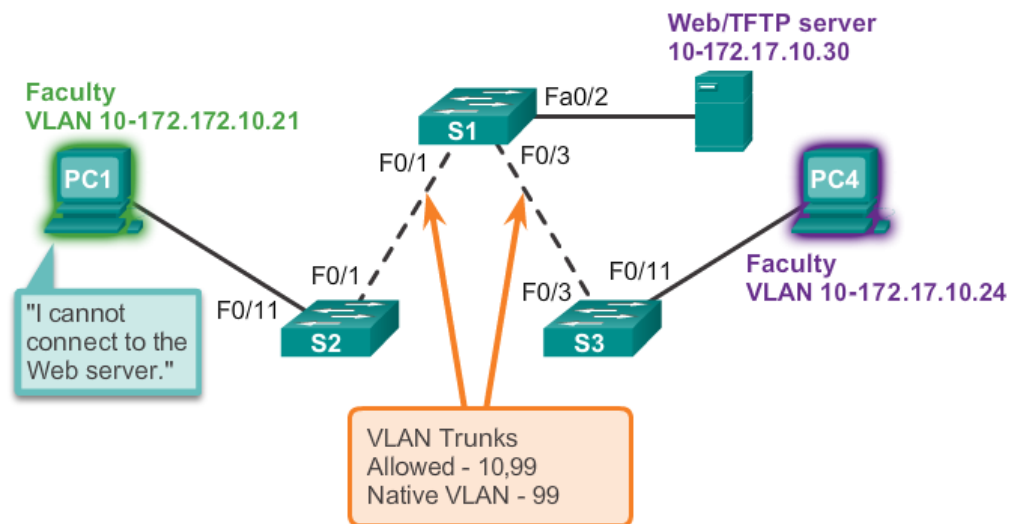 Web/TFTP server
10-172.17.10.30
Faculty
VLAN 10-172.172.10.21
Fa0/2
S1
F0/1
F0/3
PC1
PC4
F0/1
F0/11
Faculty
VLAN 10-172.17.10.24
F0/11
F0/3
"I cannot
connect to the
Web server."
S2
S3
VLAN Trunks
Allowed - 10,99
Native VLAN - 99